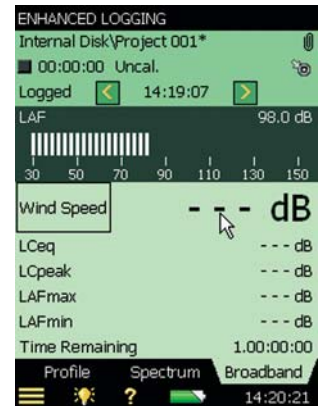 ENHANCED LOGGING
Internal Disk\Project 001*
00:00:00 Uncal.
Logged < 14:19:07 >
LAF 98.0 dB
30 50 70 90 110 130 150
Wind Speed - - - dB
LCeq - - - dB
LCpeak - - - dB
LAFmax - - - dB
LAFmin - - - dB
Time Remaining 1.00:00:00
Profile Spectrum Broadband
? 14:20:21